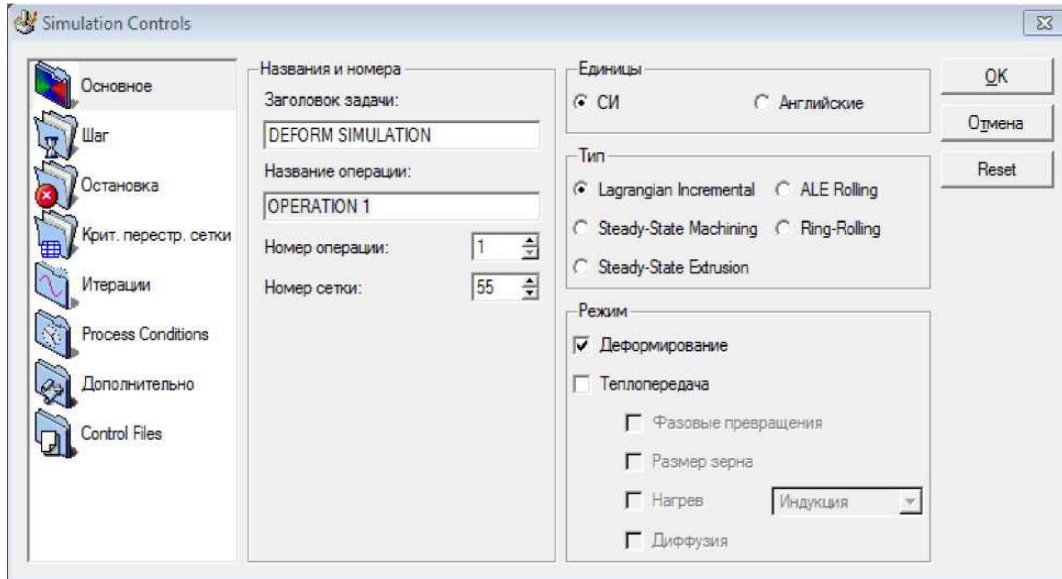 Simulation Controls
Основное
Шаг
Остановка
Крит. перестр. сетки
Итерации
Process Conditions
Дополнительно
Control Files
Названия и номера
Заголовок задачи:
DEFORM SIMULATION
Название операции:
OPERATION 1
Номер операции: 1
Номер сетки: 55
Единицы
СИ Английские
Тип
Lagrangian Incremental ALE Rolling
Steady-State Machining Ring-Rolling
Steady-State Extrusion
Режим
Деформирование
Теплопередача
Фазовые превращения
Размер зерна
Нагрев Индукция
Диффузия
OK
Отмена
Reset